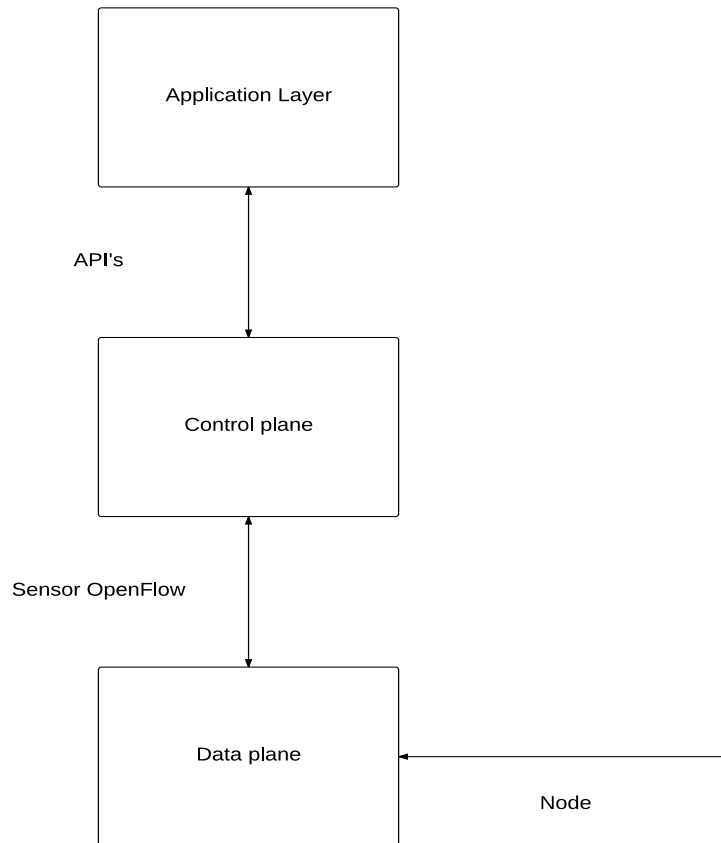 Application Layer
API's
Control plane
Sensor OpenFlow
Data plane
Node